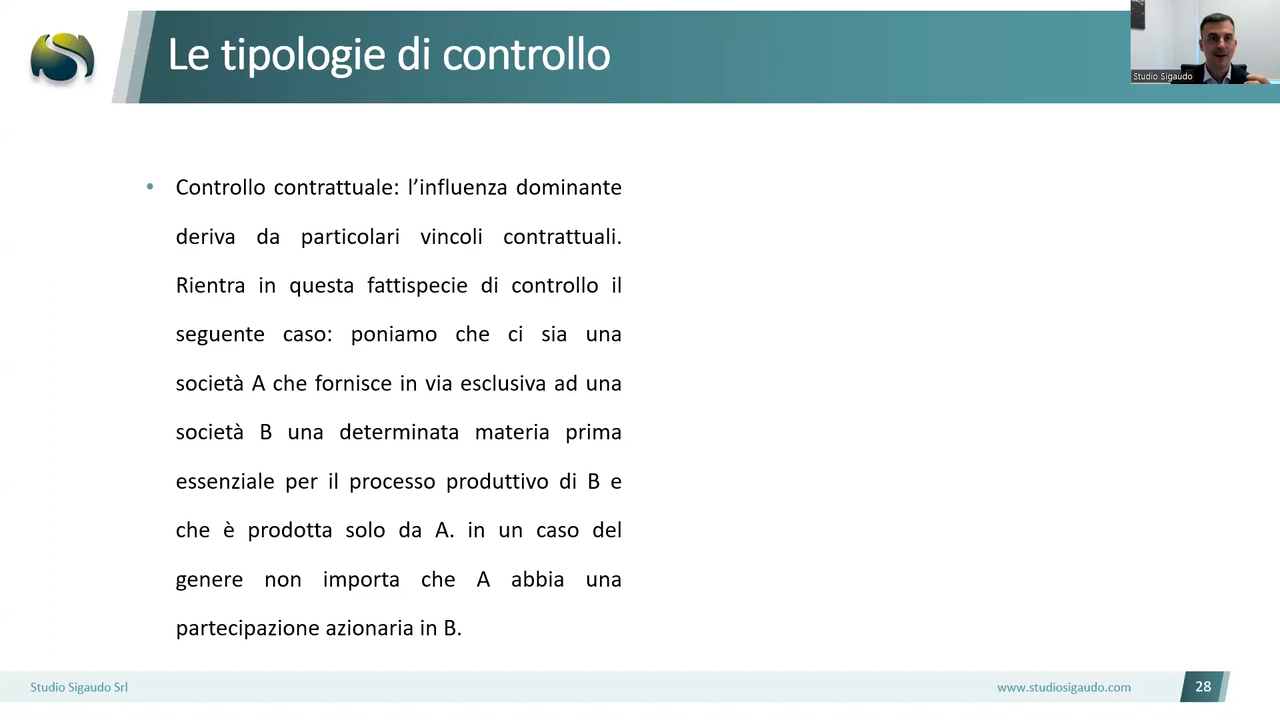 Le tipologie di controllo
Studio Sigaudo
• Controllo contrattuale: l’influenza dominante
deriva da particolari vincoli contrattuali.
Rientra in questa fattispecie di controllo il
seguente caso: poniamo che ci sia una
società A che fornisce in via esclusiva ad una
società B una determinata materia prima
essenziale per il processo produttivo di B e
che è prodotta solo da A. in un caso del
genere non importa che A abbia una
partecipazione azionaria in B.
Studio Sigaudo Srl
www.studiosigaudo.com
28